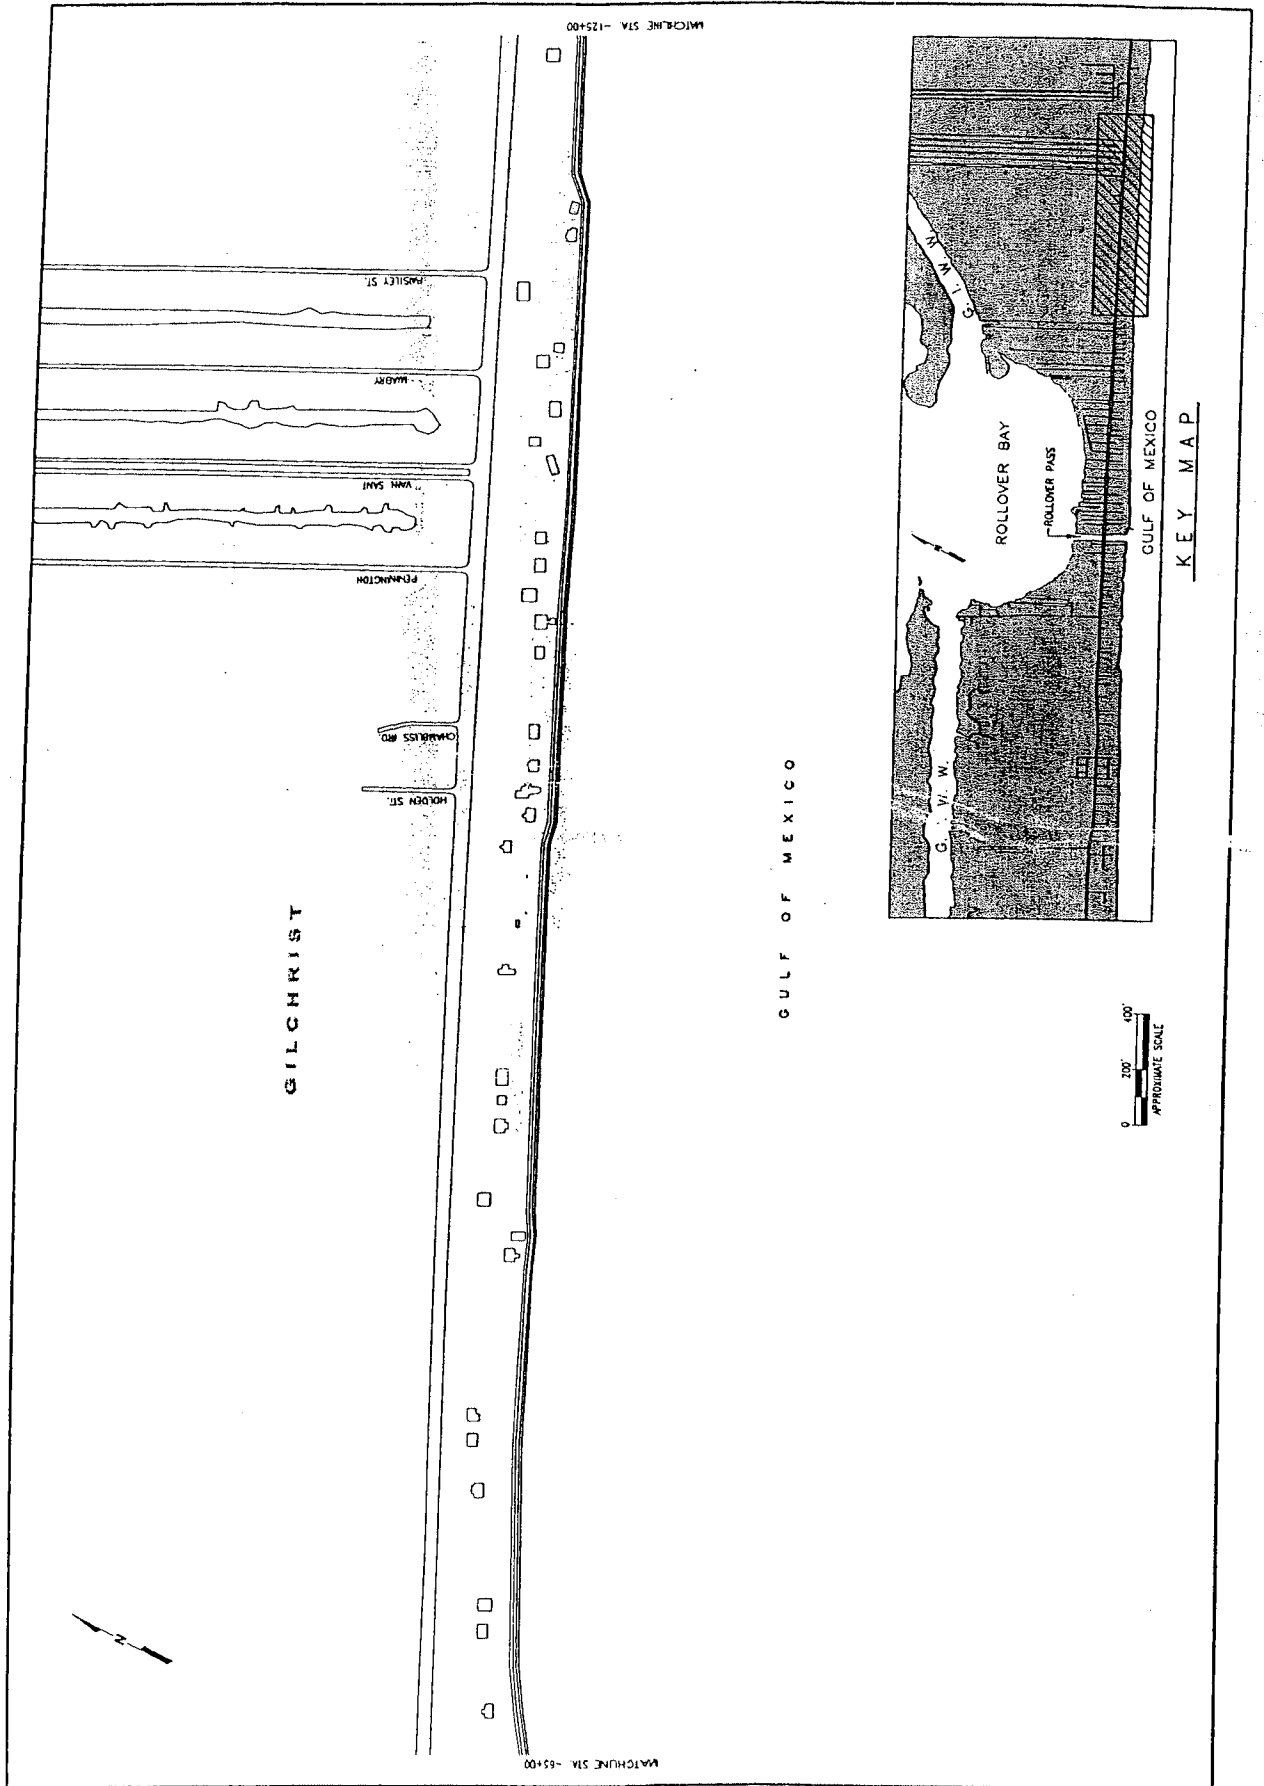 MATCHLINE STA. -125+00
PAISILEY ST.
MABRY
VAN SANT
PENNINGTON
CHAMBLISS RD.
HOLDEN ST.
GILCHRIST
GULF OF MEXICO
N
MATCHLINE STA. -65+00
G. I. W. W.
ROLLOVER BAY
ROLLOVER PASS
G. I. W. W.
GULF OF MEXICO
KEY MAP
0 200' 400'
APPROXIMATE SCALE